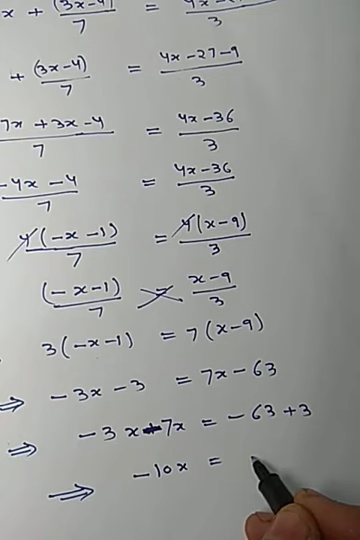 x + (3x-4)/7 =
+ (3x-4)/7 = 4x-27-9/3
7x + 3x - 4/7 = 4x-36/3
-4x-4/7 = 4x-36/3
4(-x-1)/7 = 4(x-9)/3
(-x-1)/7 = x-9/3
3(-x-1) = 7(x-9)
⇒ -3x-3 = 7x-63
⇒ -3x-7x = -63+3
⇒ -10x =